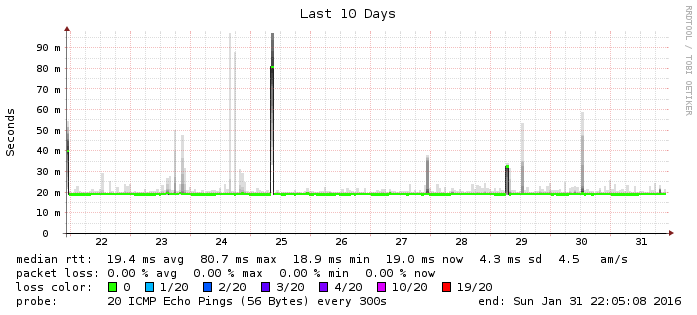 Last 10 Days
RRDTOOL / TOBI OETIKER
Seconds
90 m
80 m
70 m
60 m
50 m
40 m
30 m
20 m
10 m
0
22 23 24 25 26 27 28 29 30 31
median rtt: 19.4 ms avg 80.7 ms max 18.9 ms min 19.0 ms now 4.3 ms sd 4.5 am/s
packet loss: 0.00 % avg 0.00 % max 0.00 % min 0.00 % now
loss color: 0 1/20 2/20 3/20 4/20 10/20 19/20
probe: 20 ICMP Echo Pings (56 Bytes) every 300s end: Sun Jan 31 22:05:08 2016